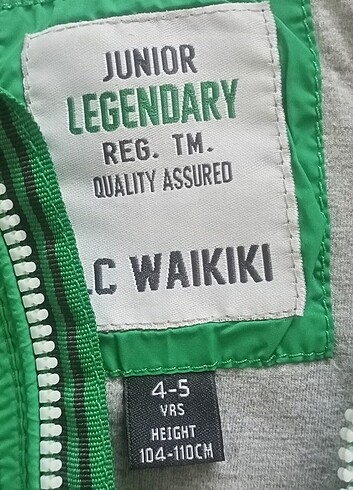 JUNIOR
LEGENDARY
REG. TM.
QUALITY ASSURED
LC WAIKIKI
4-5
YRS
HEIGHT
104-110CM